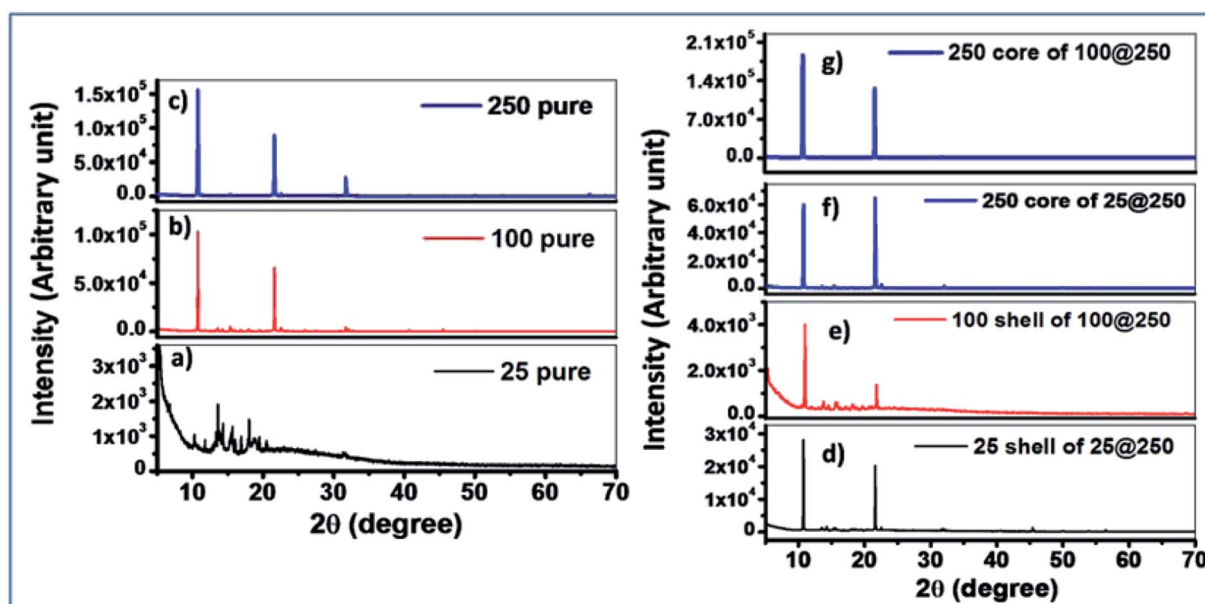 Intensity (Arbitrary unit)
c)
250 pure
1.5x10⁵
1.0x10⁵
5.0x10⁴
0.0
b)
100 pure
1.0x10⁵
5.0x10⁴
0.0
a)
25 pure
3x10³
2x10³
1x10³
0
10 20 30 40 50 60 70
2θ (degree)
Intensity (Arbitrary unit)
g)
250 core of 100@250
2.1x10⁵
1.4x10⁵
7.0x10⁴
0.0
f)
250 core of 25@250
6.0x10⁴
4.0x10⁴
2.0x10⁴
0.0
e)
100 shell of 100@250
4.0x10³
2.0x10³
0.0
d)
25 shell of 25@250
3x10⁴
2x10⁴
1x10⁴
0
10 20 30 40 50 60 70
2θ (degree)